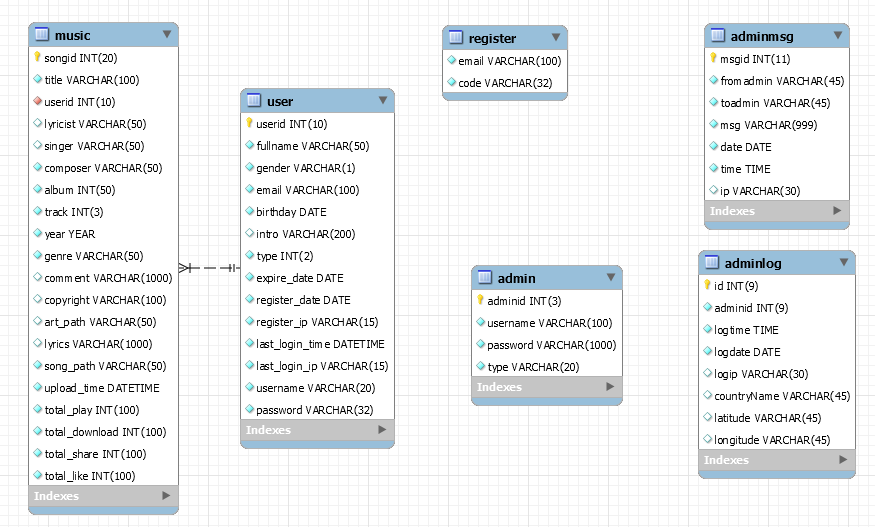 music
songid INT(20)
title VARCHAR(100)
userid INT(10)
lyricist VARCHAR(50)
singer VARCHAR(50)
composer VARCHAR(50)
album INT(50)
track INT(3)
year YEAR
genre VARCHAR(50)
comment VARCHAR(1000)
copyright VARCHAR(100)
art_path VARCHAR(50)
lyrics VARCHAR(1000)
song_path VARCHAR(50)
upload_time DATETIME
total_play INT(100)
total_download INT(100)
total_share INT(100)
total_like INT(100)
Indexes
user
userid INT(10)
fullname VARCHAR(50)
gender VARCHAR(1)
email VARCHAR(100)
birthday DATE
intro VARCHAR(200)
type INT(2)
expire_date DATE
register_date DATE
register_ip VARCHAR(15)
last_login_time DATETIME
last_login_ip VARCHAR(15)
username VARCHAR(20)
password VARCHAR(32)
Indexes
register
email VARCHAR(100)
code VARCHAR(32)
admin
adminid INT(3)
username VARCHAR(100)
password VARCHAR(1000)
type VARCHAR(20)
Indexes
adminmsg
msgid INT(11)
fromadmin VARCHAR(45)
toadmin VARCHAR(45)
msg VARCHAR(999)
date DATE
time TIME
ip VARCHAR(30)
Indexes
adminlog
id INT(9)
adminid INT(9)
logtime TIME
logdate DATE
logip VARCHAR(30)
countryName VARCHAR(45)
latitude VARCHAR(45)
longitude VARCHAR(45)
Indexes